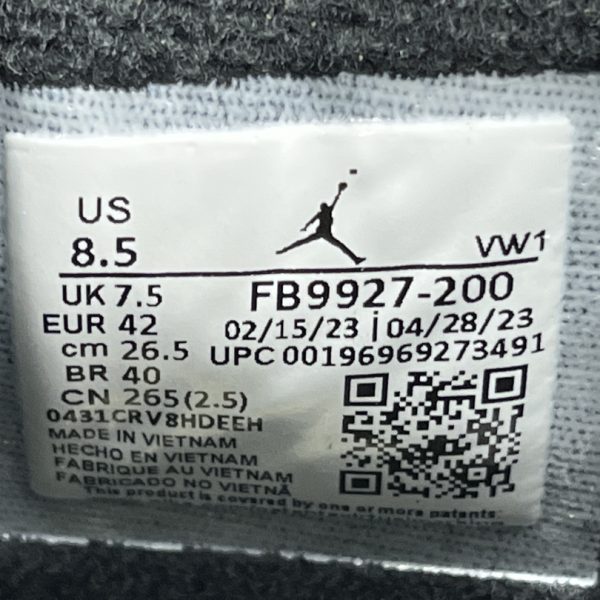 US
8.5
VW1
UK 7.5
FB9927-200
EUR 42
02/15/23 | 04/28/23
cm 26.5
UPC 00196969273491
BR 40
CN 265(2.5)
0431CRV8HDEEH
MADE IN VIETNAM
HECHO EN VIETNAM
FABRIQUE AU VIETNAM
FABRICADO NO VIETNÃ
This product is covered by one or more patents: